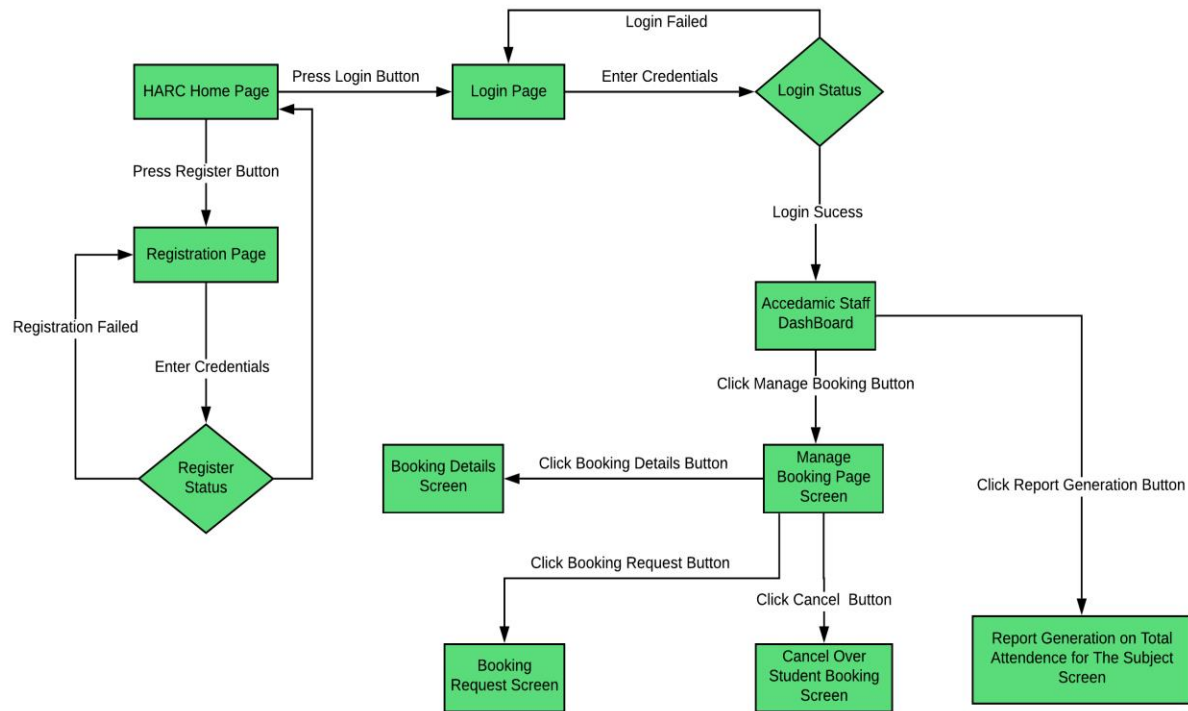 Login Failed
HARC Home Page
Press Login Button
Login Page
Enter Credentials
Login Status
Press Register Button
Login Sucess
Registration Page
Accedamic Staff
DashBoard
Registration Failed
Enter Credentials
Click Manage Booking Button
Register
Status
Booking Details
Screen
Click Booking Details Button
Manage
Booking Page
Screen
Click Report Generation Button
Click Booking Request Button
Click Cancel  Button
Booking
Request Screen
Cancel Over
Student Booking
Screen
Report Generation on Total
Attendence for The Subject
Screen